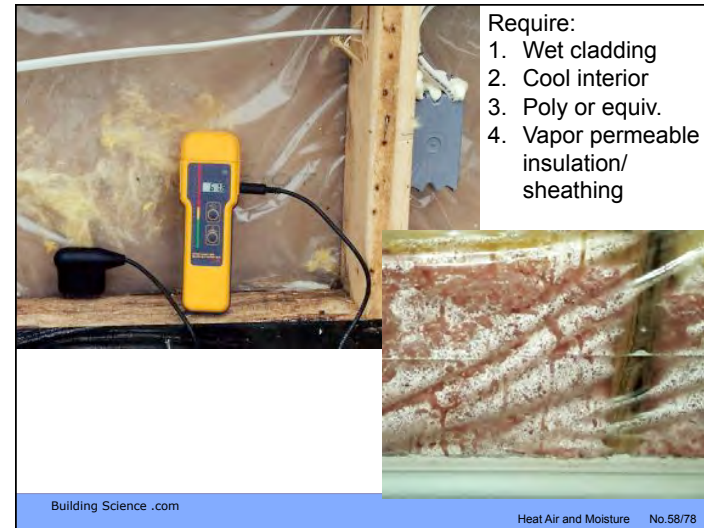 Require:
1. Wet cladding
2. Cool interior
3. Poly or equiv.
4. Vapor permeable
insulation/
sheathing
Building Science .com
Heat Air and Moisture No.58/78